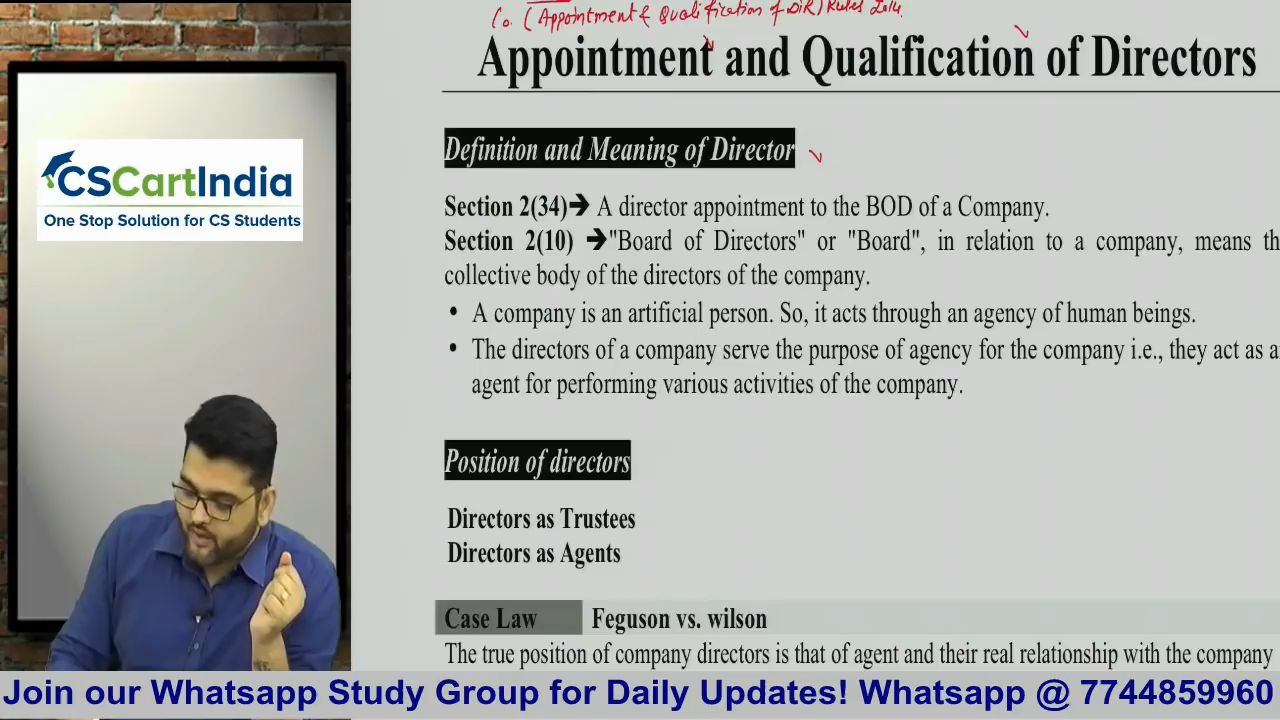 Co. (Appointment & Qualification of DIR) Rules 2014.
Appointment and Qualification of Directors
Definition and Meaning of Director
CSCartIndia
One Stop Solution for CS Students
Section 2(34)➔ A director appointment to the BOD of a Company.
Section 2(10) ➔"Board of Directors" or "Board", in relation to a company, means th
collective body of the directors of the company.
• A company is an artificial person. So, it acts through an agency of human beings.
• The directors of a company serve the purpose of agency for the company i.e., they act as a
agent for performing various activities of the company.
Position of directors
Directors as Trustees
Directors as Agents
Case Law Feguson vs. wilson
The true position of company directors is that of agent and their real relationship with the company
Join our Whatsapp Study Group for Daily Updates! Whatsapp @ 7744859960